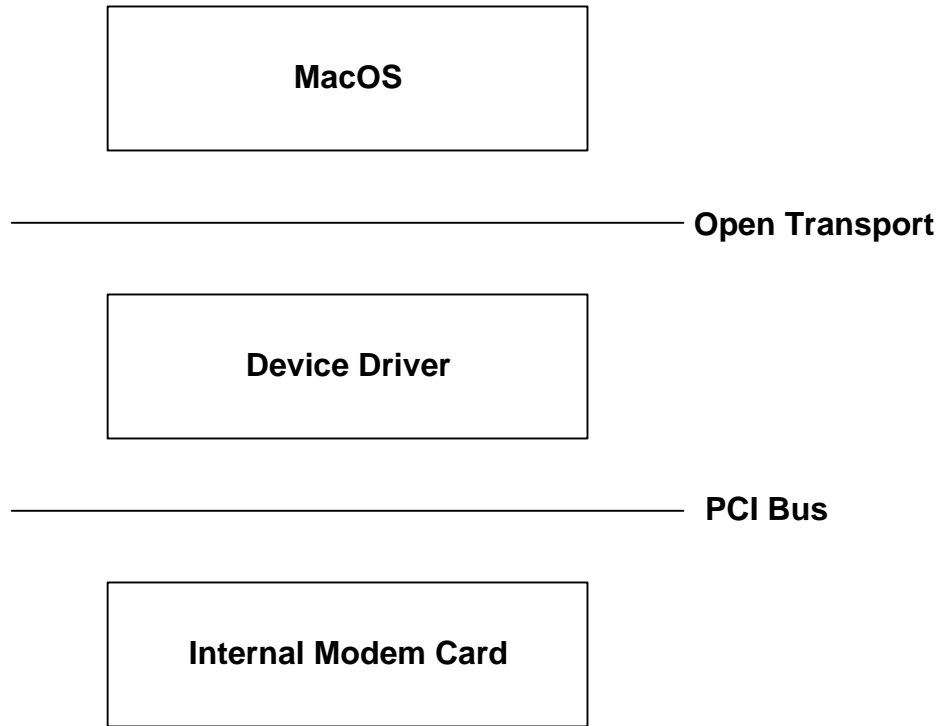 MacOS
Open Transport
Device Driver
PCI Bus
Internal Modem Card